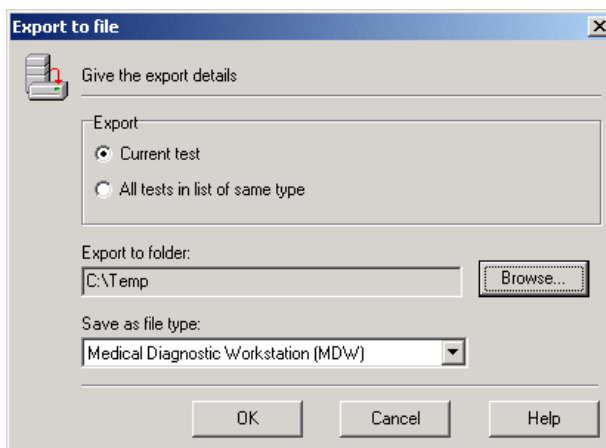 Export to file
Give the export details
Export
Current test
All tests in list of same type
Export to folder:
C:\Temp
Browse...
Save as file type:
Medical Diagnostic Workstation (MDW)
OK
Cancel
Help